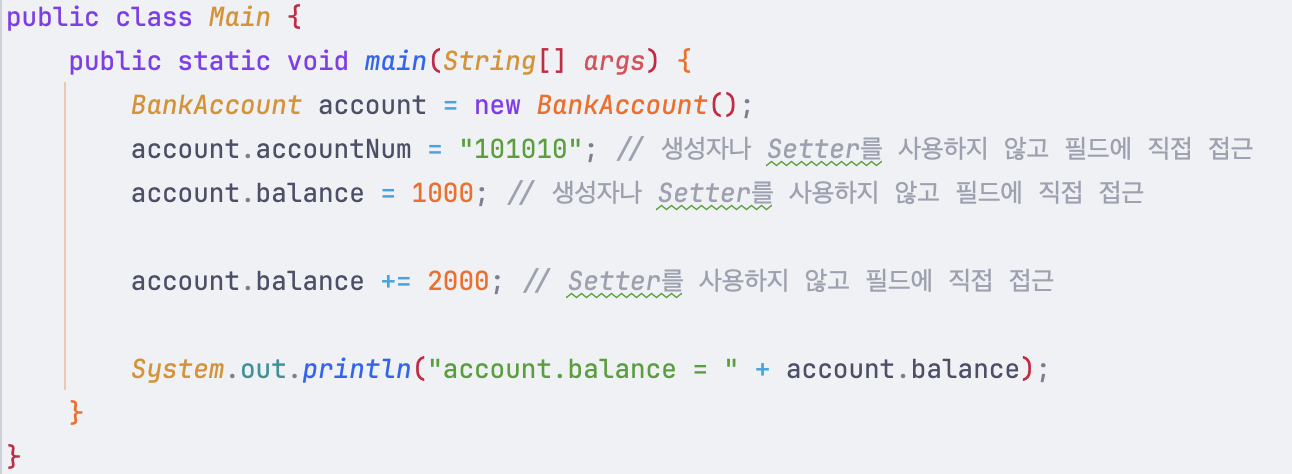 public class Main {
public static void main(String[] args) {
BankAccount account = new BankAccount();
account.accountNum = "101010"; // 생성자나 Setter를 사용하지 않고 필드에 직접 접근
account.balance = 1000; // 생성자나 Setter를 사용하지 않고 필드에 직접 접근
account.balance += 2000; // Setter를 사용하지 않고 필드에 직접 접근
System.out.println("account.balance = " + account.balance);
}
}